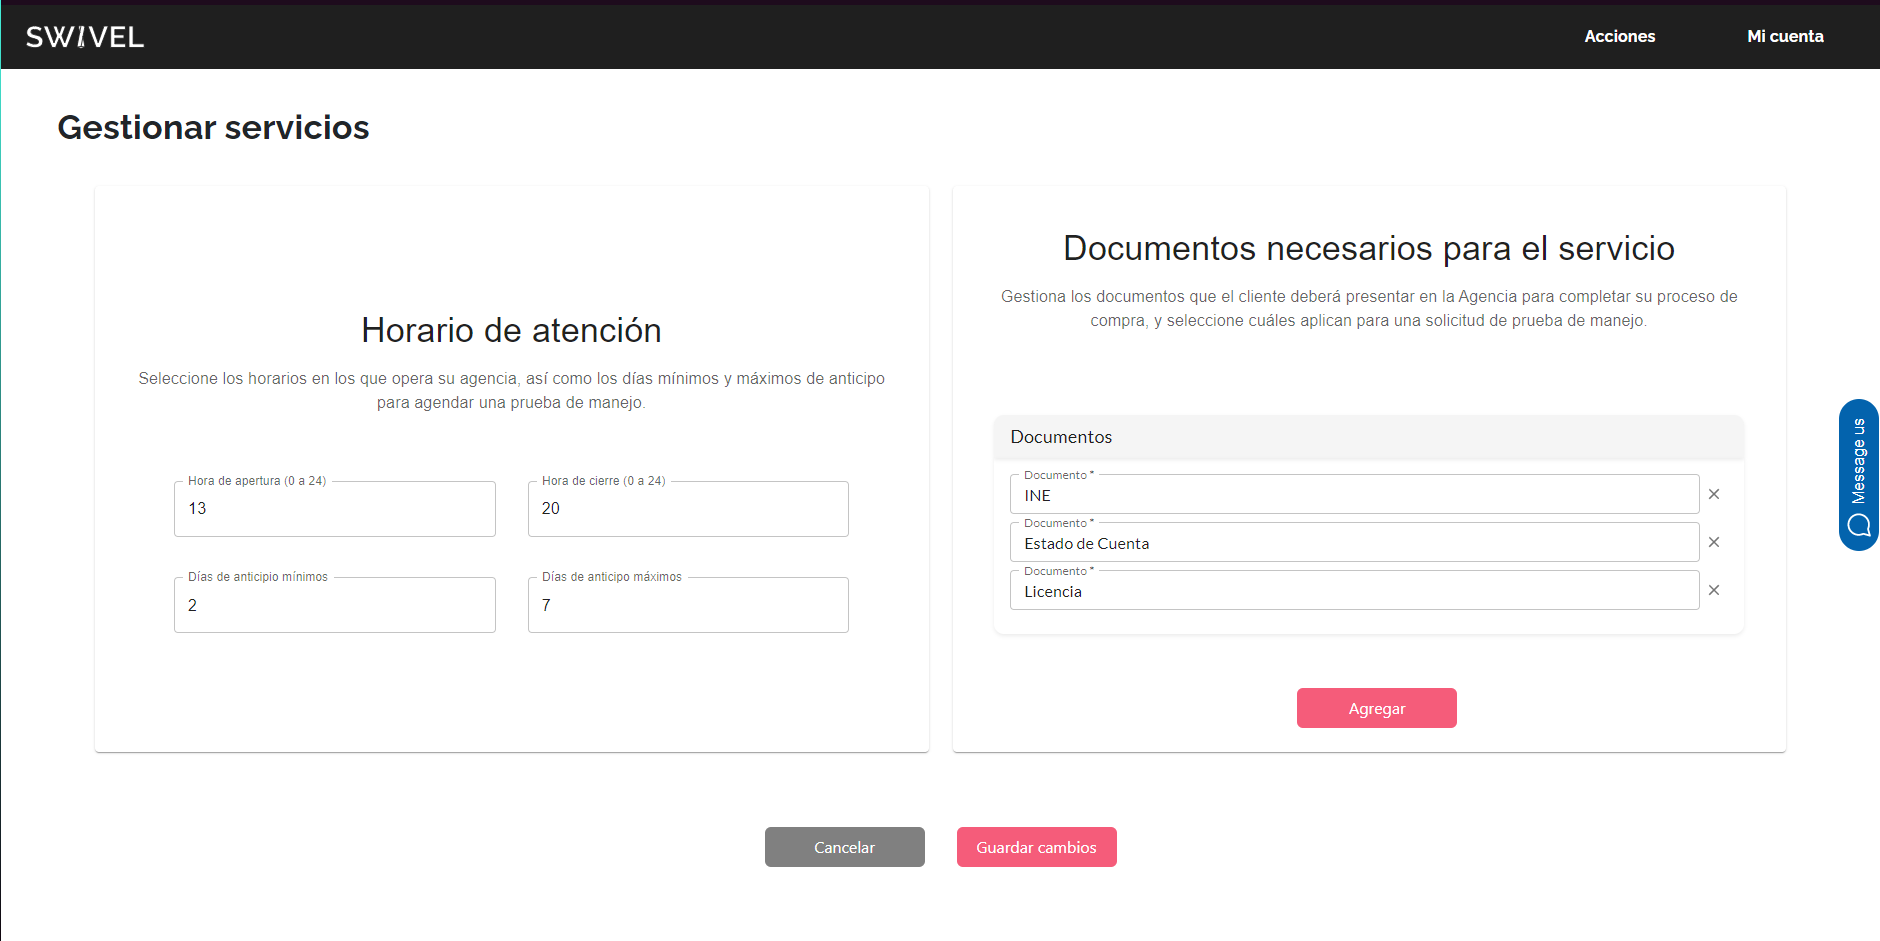 SWIVEL
Acciones
Mi cuenta
Gestionar servicios
Horario de atención
Seleccione los horarios en los que opera su agencia, así como los días mínimos y máximos de anticipo
para agendar una prueba de manejo.
Hora de apertura (0 a 24)
13
Hora de cierre (0 a 24)
20
Días de anticipio mínimos
2
Días de anticipo máximos
7
Documentos necesarios para el servicio
Gestiona los documentos que el cliente deberá presentar en la Agencia para completar su proceso de
compra, y seleccione cuáles aplican para una solicitud de prueba de manejo.
Documentos
Documento *
INE
Documento *
Estado de Cuenta
Documento *
Licencia
Agregar
Message us
Cancelar
Guardar cambios